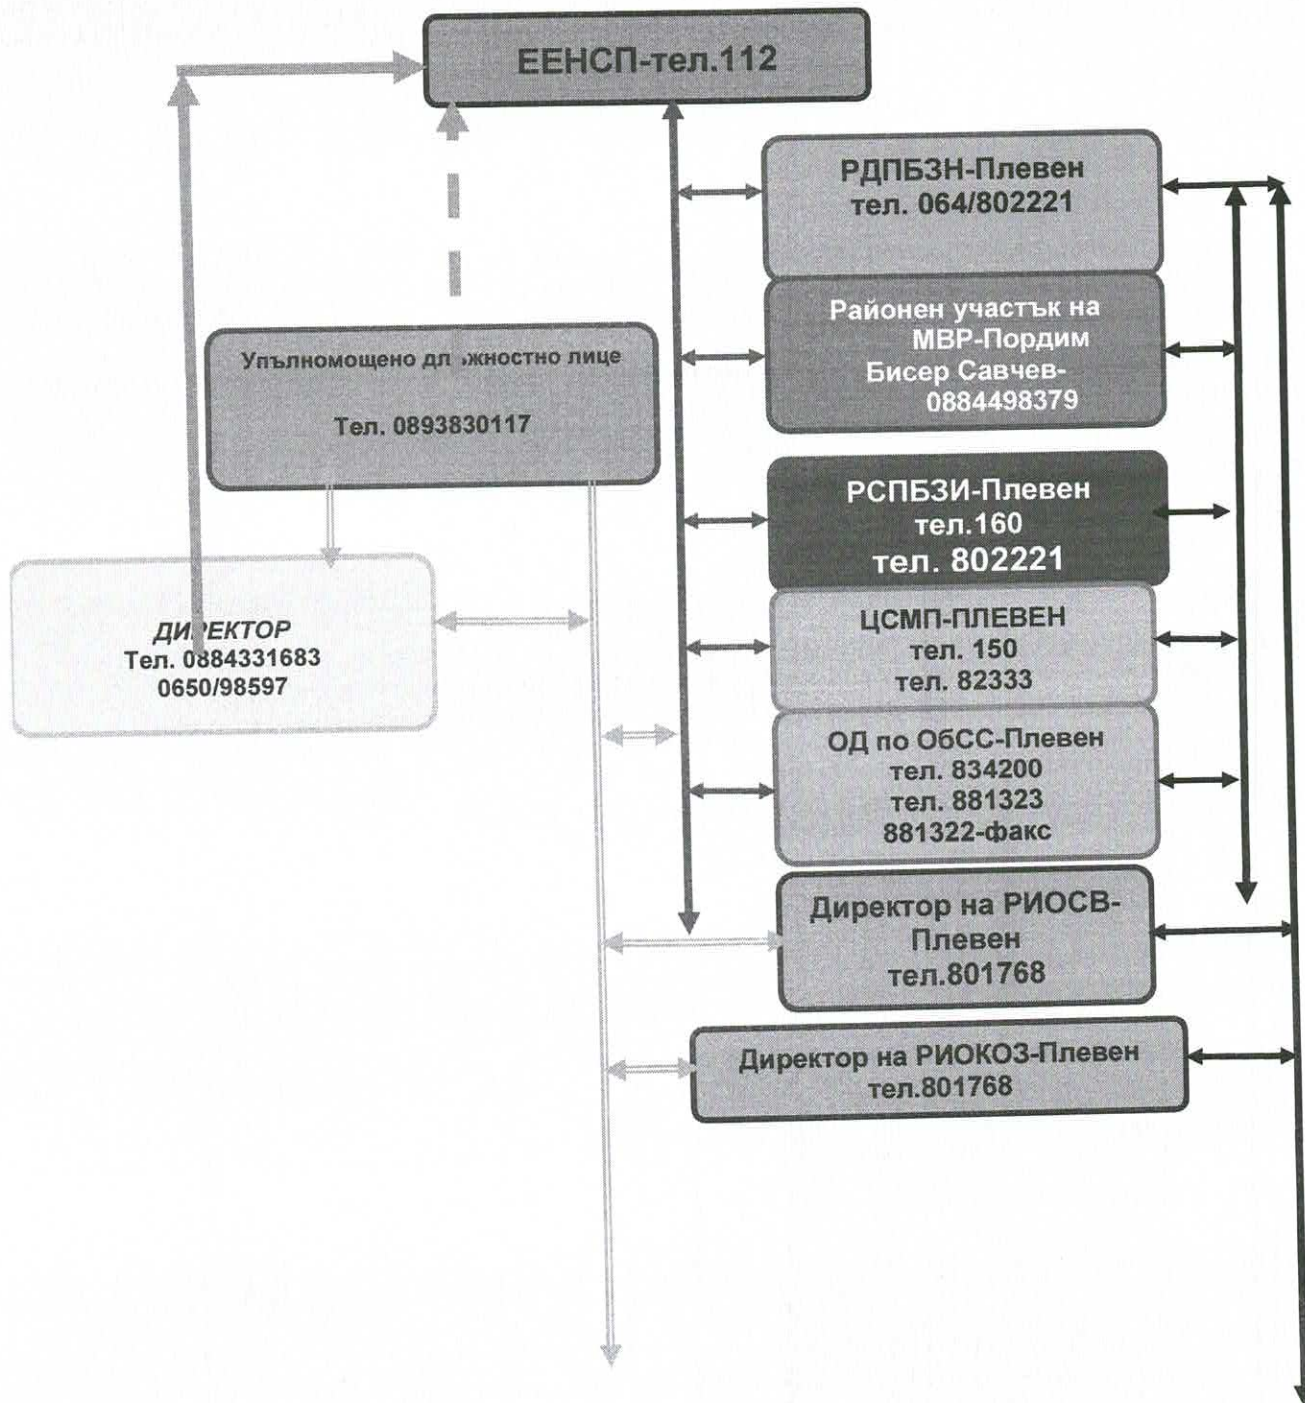 ЕЕНСП-тел.112
РДПБЗН-Плевен
тел. 064/802221
Районен участък на
МВР-Пордим
Бисер Савчев-
0884498379
Упълномощено дл .жностно лице
Тел. 0893830117
РСПБЗИ-Плевен
тел.160
тел. 802221
ДИРЕКТОР
Тел. 0884331683
0650/98597
ЦСМП-ПЛЕВЕН
тел. 150
тел. 82333
ОД по ОбСС-Плевен
тел. 834200
тел. 881323
881322-факс
Директор на РИОСВ-
Плевен
тел.801768
Директор на РИОКОЗ-Плевен
тел.801768